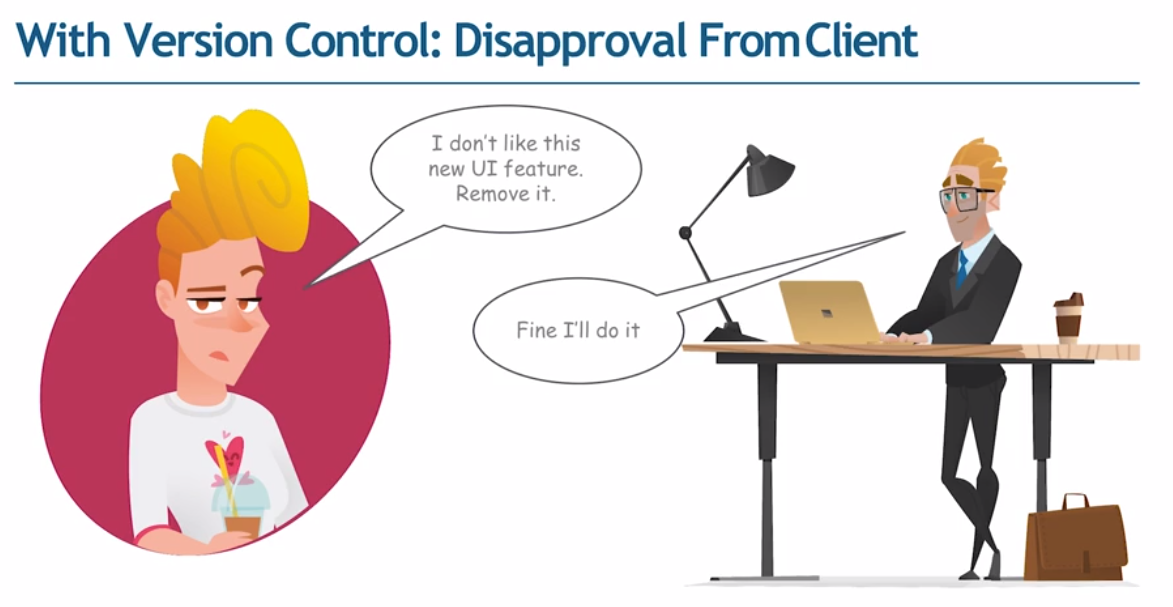 With Version Control: Disapproval From Client
I don't like this
new UI feature.
Remove it.
Fine I'll do it